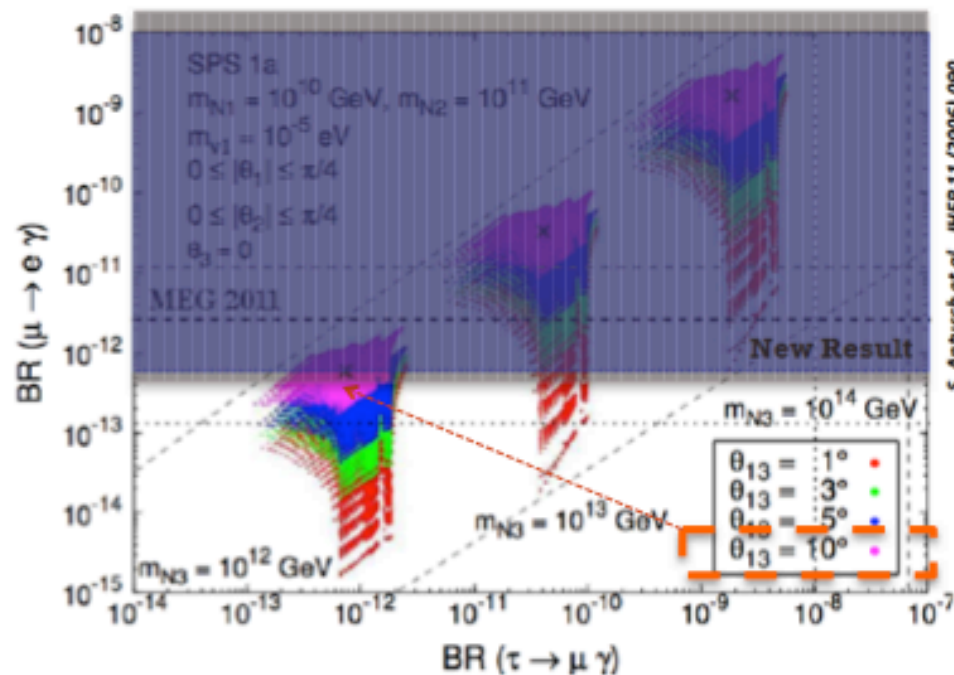 10⁻⁸
10⁻⁹
10⁻¹⁰
10⁻¹¹
10⁻¹²
10⁻¹³
10⁻¹⁴
10⁻¹⁵
BR (μ → e γ)
SPS 1a
m_N1 = 10¹⁰ GeV, m_N2 = 10¹¹ GeV
m_ν1 = 10⁻⁵ eV
0 ≤ |θ₁| ≤ π/4
0 ≤ |θ₂| ≤ π/4
θ₃ = 0
MEG 2011
New Result
m_N3 = 10¹⁴ GeV
m_N3 = 10¹³ GeV
m_N3 = 10¹² GeV
θ₁₃ = 1°
θ₁₃ = 3°
θ₁₃ = 5°
θ₁₃ = 10°
10⁻¹⁴ 10⁻¹³ 10⁻¹² 10⁻¹¹ 10⁻¹⁰ 10⁻⁹ 10⁻⁸ 10⁻⁷
BR (τ → μ γ)